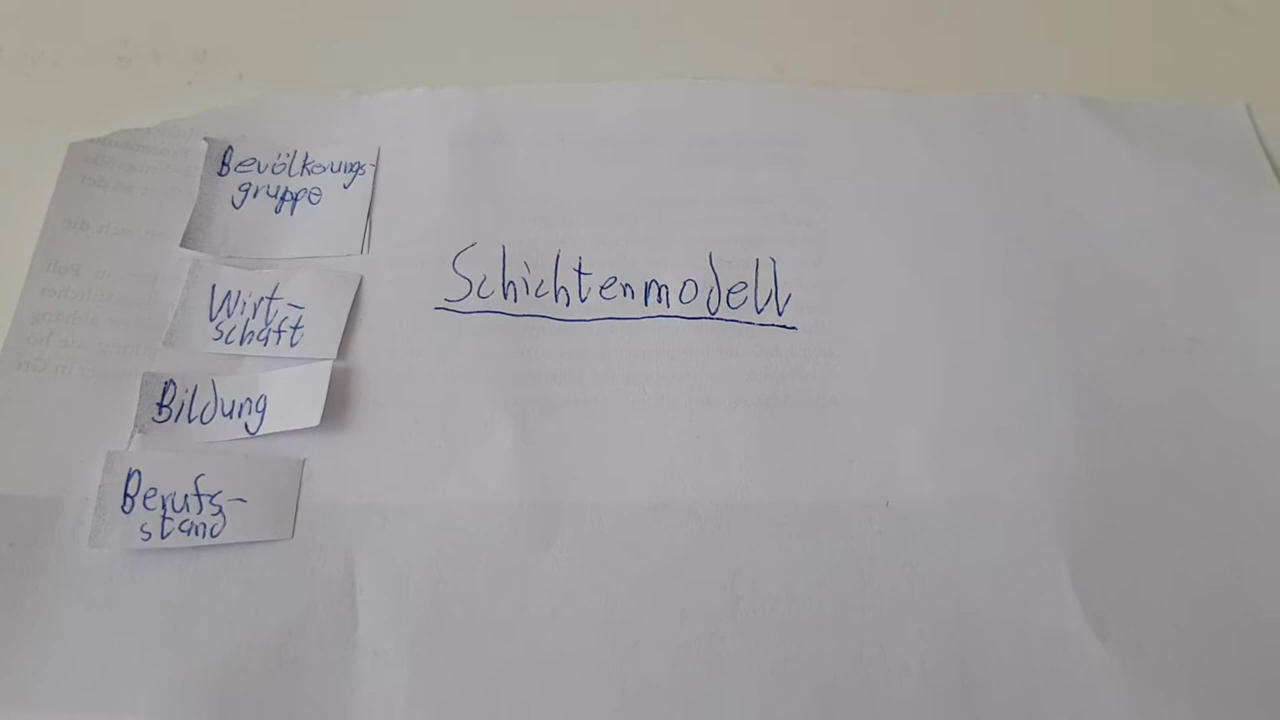 Bevölkerungs-
gruppe
Wirt-
schaft
Bildung
Berufs-
stand
Schichtenmodell